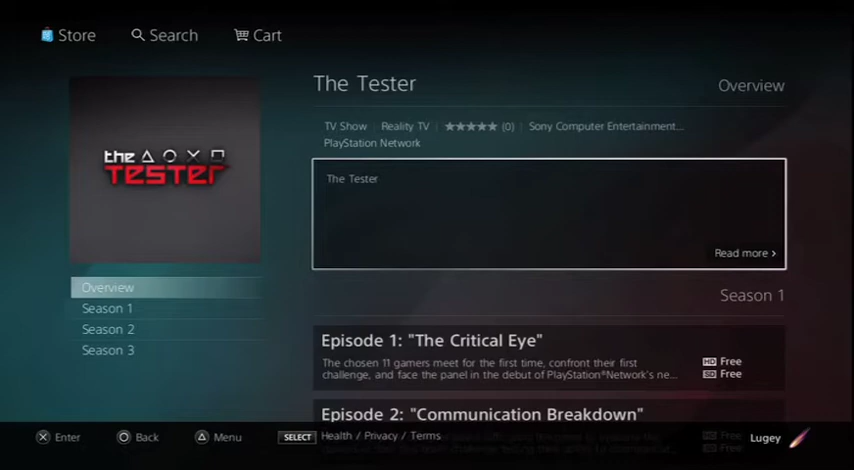 Store
Search
Cart
The Tester
Overview
TV Show
Reality TV
(0)
Sony Computer Entertainment...
PlayStation Network
the
TESTER
The Tester
Read more >
Overview
Season 1
Season 2
Season 3
Season 1
Episode 1: "The Critical Eye"
The chosen 11 gamers meet for the first time, confront their first
challenge, and face the panel in the debut of PlayStation®Network's ne...
HD Free
SD Free
Episode 2: "Communication Breakdown"
HD Free
SD Free
Enter
Back
Menu
SELECT
Health / Privacy / Terms
Lugey